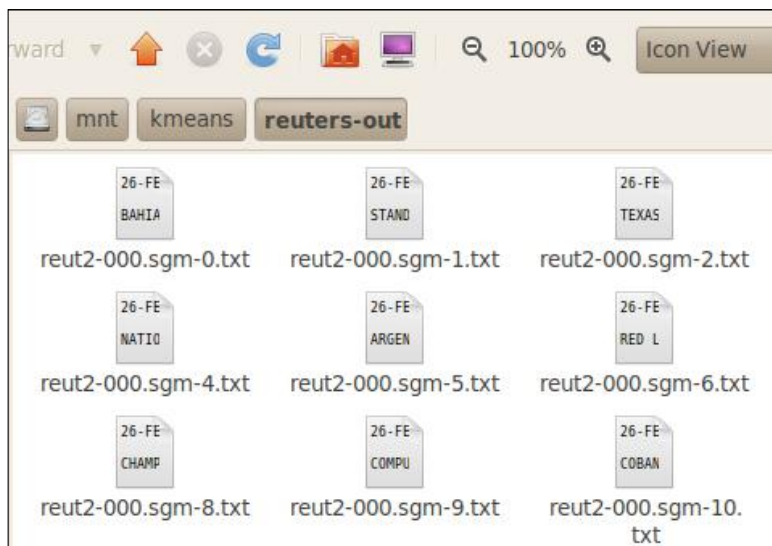 rward 100% Icon View
mnt kmeans reuters-out
26-FE 26-FE 26-FE
BAHIA STAND TEXAS
reut2-000.sgm-0.txt reut2-000.sgm-1.txt reut2-000.sgm-2.txt
26-FE 26-FE 26-FE
NATIO ARGEN RED L
reut2-000.sgm-4.txt reut2-000.sgm-5.txt reut2-000.sgm-6.txt
26-FE 26-FE 26-FE
CHAMP COMPU COBAN
reut2-000.sgm-8.txt reut2-000.sgm-9.txt reut2-000.sgm-10.
txt